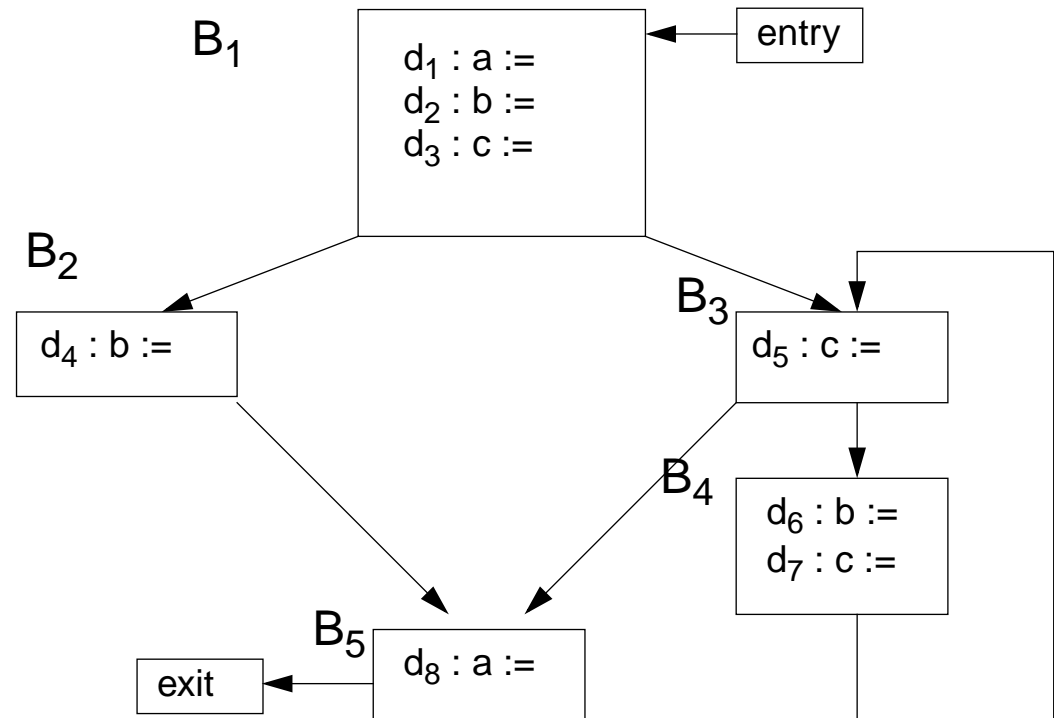 B₁
entry
d₁ : a :=
d₂ : b :=
d₃ : c :=
B₂
d₄ : b :=
B₃
d₅ : c :=
B₄
d₆ : b :=
d₇ : c :=
B₅
d₈ : a :=
exit